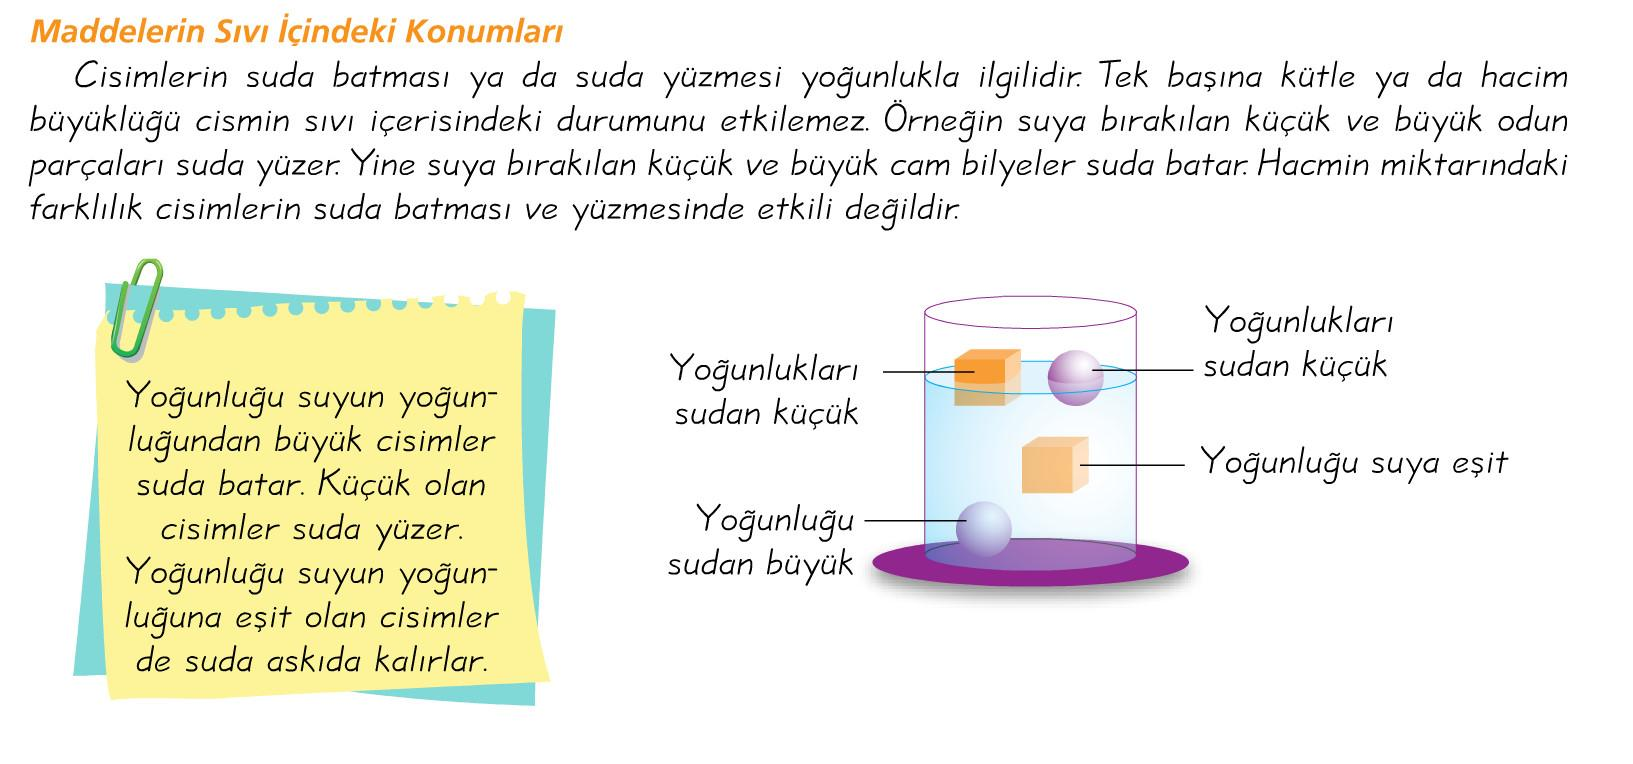 Maddelerin Sıvı İçindeki Konumları
Cisimlerin suda batması ya da suda yüzmesi yoğunlukla ilgilidir. Tek başına kütle ya da hacim
büyüklüğü cismin sıvı içerisindeki durumunu etkilemez. Örneğin suya bırakılan küçük ve büyük odun
parçaları suda yüzer. Yine suya bırakılan küçük ve büyük cam bilyeler suda batar. Hacmin miktarındaki
farklılık cisimlerin suda batması ve yüzmesinde etkili değildir.
Yoğunluğu suyun yoğun-
luğundan büyük cisimler
suda batar. Küçük olan
cisimler suda yüzer.
Yoğunluğu suyun yoğun-
luğuna eşit olan cisimler
de suda askıda kalırlar.
Yoğunlukları
sudan küçük
Yoğunluğu
sudan büyük
Yoğunlukları
sudan küçük
Yoğunluğu suya eşit